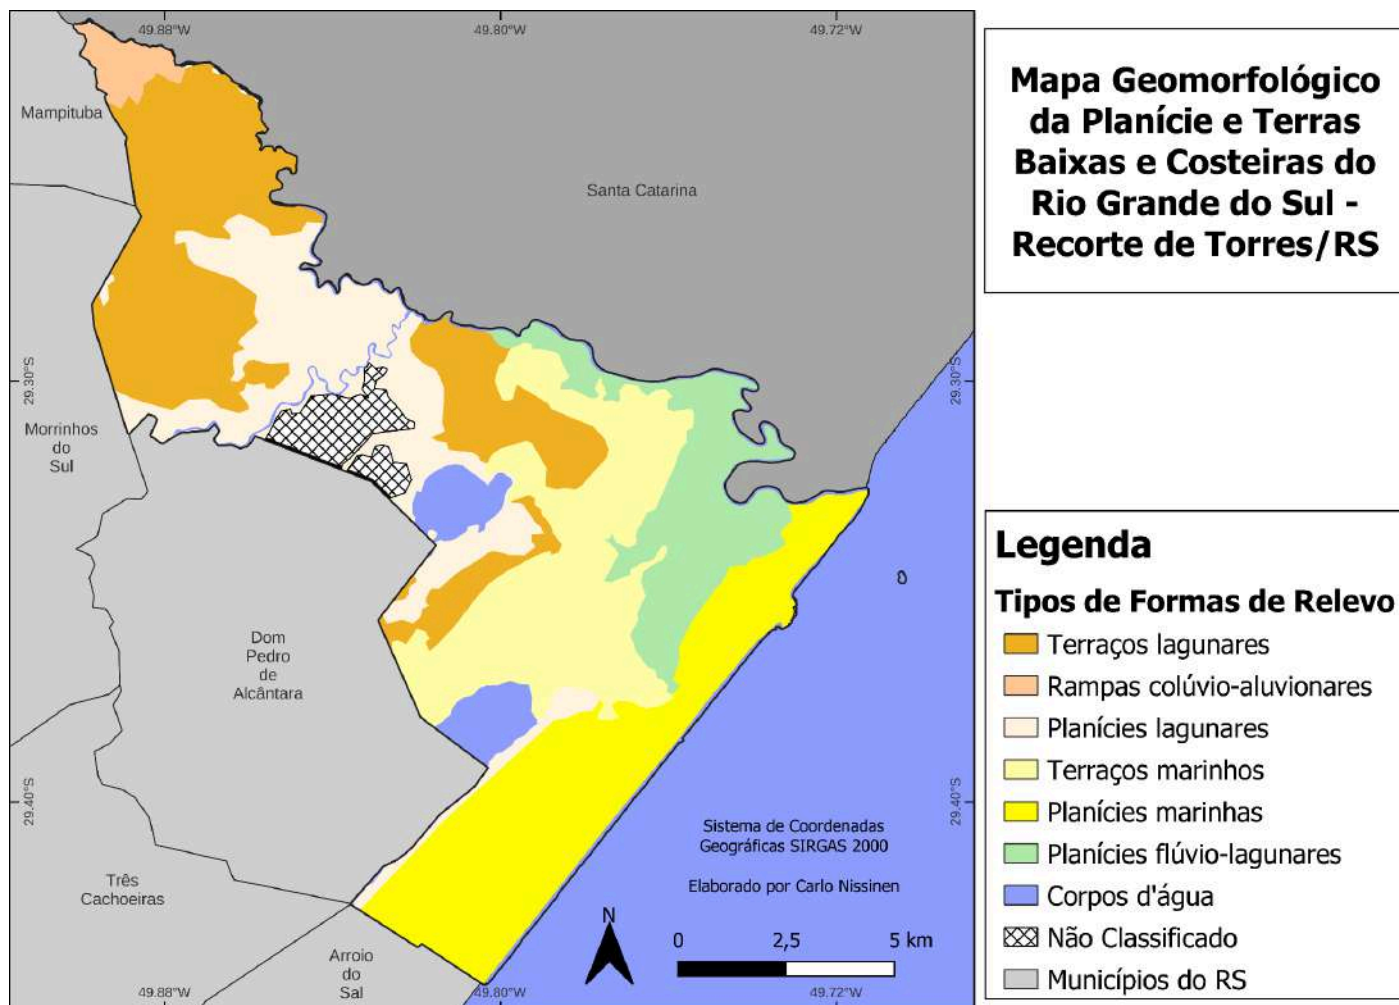 49.88°W
49.80°W
49.72°W
Mampituba
Santa Catarina
29.30°S
29.30°S
Morrinhos
do
Sul
Dom
Pedro
de
Alcântara
29.40°S
29.40°S
Três
Cachoeiras
Arroio
do
Sal
49.88°W
49.80°W
49.72°W
Sistema de Coordenadas
Geográficas SIRGAS 2000
Elaborado por Carlo Nissinen
N
0 2,5 5 km
Mapa Geomorfológico
da Planície e Terras
Baixas e Costeiras do
Rio Grande do Sul -
Recorte de Torres/RS
Legenda
Tipos de Formas de Relevo
Terraços lagunares
Rampas colúvio-aluvionares
Planícies lagunares
Terraços marinhos
Planícies marinhas
Planícies flúvio-lagunares
Corpos d'água
Não Classificado
Municípios do RS